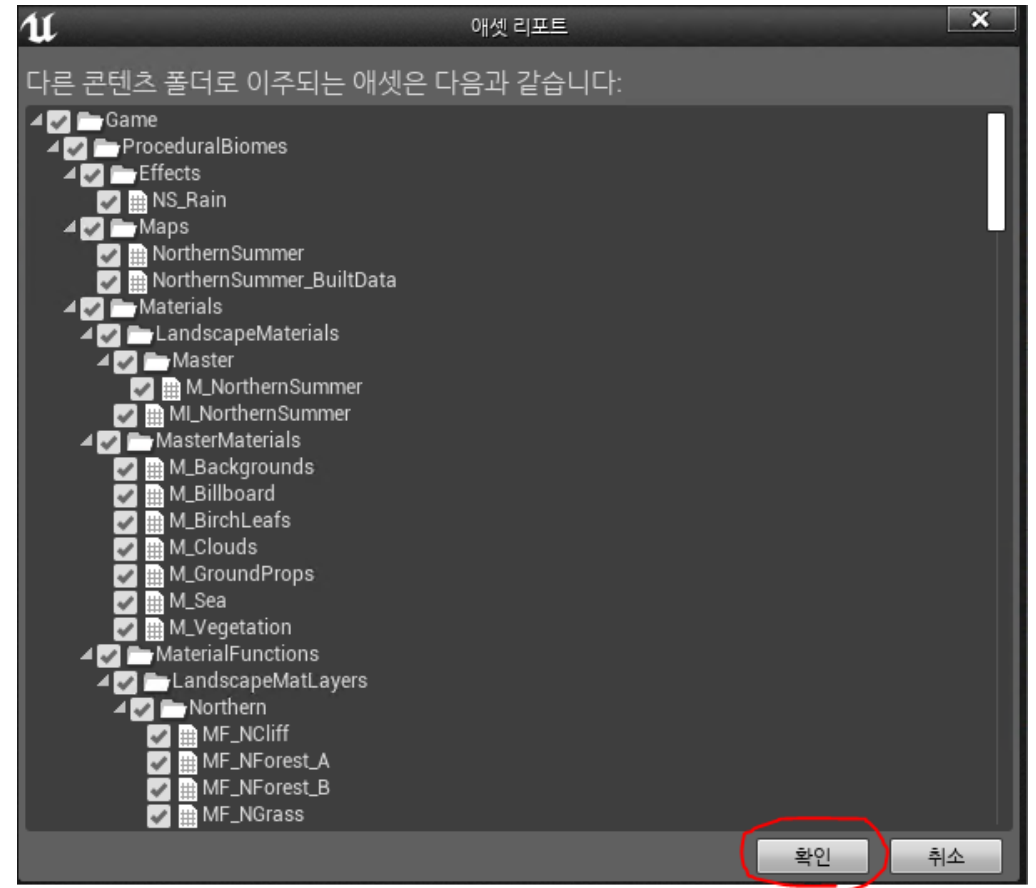 애셋 리포트
다른 콘텐츠 폴더로 이주되는 애셋은 다음과 같습니다:
Game
ProceduralBiomes
Effects
NS_Rain
Maps
NorthernSummer
NorthernSummer_BuiltData
Materials
LandscapeMaterials
Master
M_NorthernSummer
MI_NorthernSummer
MasterMaterials
M_Backgrounds
M_Billboard
M_BirchLeafs
M_Clouds
M_GroundProps
M_Sea
M_Vegetation
MaterialFunctions
LandscapeMatLayers
Northern
MF_NCliff
MF_NForest_A
MF_NForest_B
MF_NGrass
확인 취소